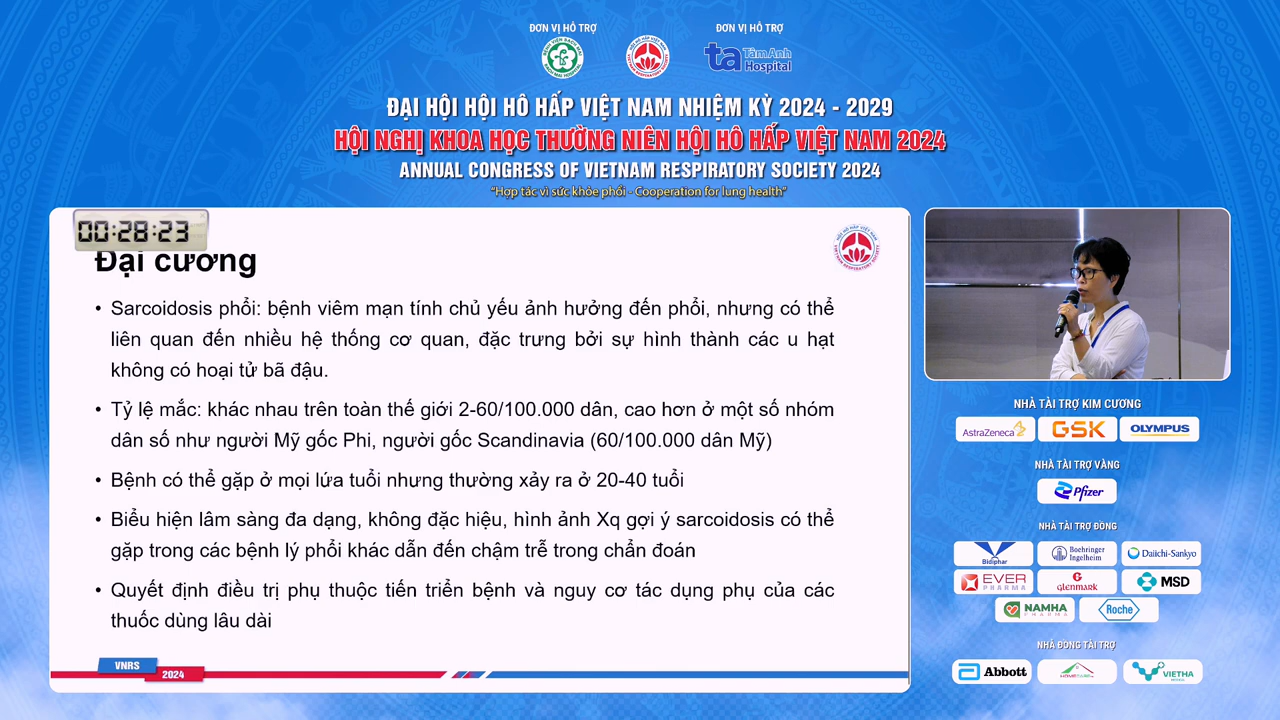 ĐƠN VỊ HỖ TRỢ
ĐƠN VỊ HỖ TRỢ
ta TâmAnh Hospital
ĐẠI HỘI HỘI HÔ HẤP VIỆT NAM NHIỆM KỲ 2024 - 2029
HỘI NGHỊ KHOA HỌC THƯỜNG NIÊN HỘI HÔ HẤP VIỆT NAM 2024
ANNUAL CONGRESS OF VIETNAM RESPIRATORY SOCIETY 2024
"Hợp tác vì sức khỏe phổi - Cooperation for lung health"
00:28:23
Đại cương
• Sarcoidosis phổi: bệnh viêm mạn tính chủ yếu ảnh hưởng đến phổi, nhưng có thể
liên quan đến nhiều hệ thống cơ quan, đặc trưng bởi sự hình thành các u hạt
không có hoại tử bã đậu.
• Tỷ lệ mắc: khác nhau trên toàn thế giới 2-60/100.000 dân, cao hơn ở một số nhóm
dân số như người Mỹ gốc Phi, người gốc Scandinavia (60/100.000 dân Mỹ)
• Bệnh có thể gặp ở mọi lứa tuổi nhưng thường xảy ra ở 20-40 tuổi
• Biểu hiện lâm sàng đa dạng, không đặc hiệu, hình ảnh Xq gợi ý sarcoidosis có thể
gặp trong các bệnh lý phổi khác dẫn đến chậm trễ trong chẩn đoán
• Quyết định điều trị phụ thuộc tiến triển bệnh và nguy cơ tác dụng phụ của các
thuốc dùng lâu dài
VNRS
2024
NHÀ TÀI TRỢ KIM CƯƠNG
AstraZeneca GSK OLYMPUS
NHÀ TÀI TRỢ VÀNG
Pfizer
NHÀ TÀI TRỢ ĐỒNG
Bidiphar Boehringer Ingelheim Daiichi-Sankyo
EVER PHARMA Glenmark MSD
NAMHA PHARMA Roche
NHÀ ĐỒNG TÀI TRỢ
Abbott VIETHA